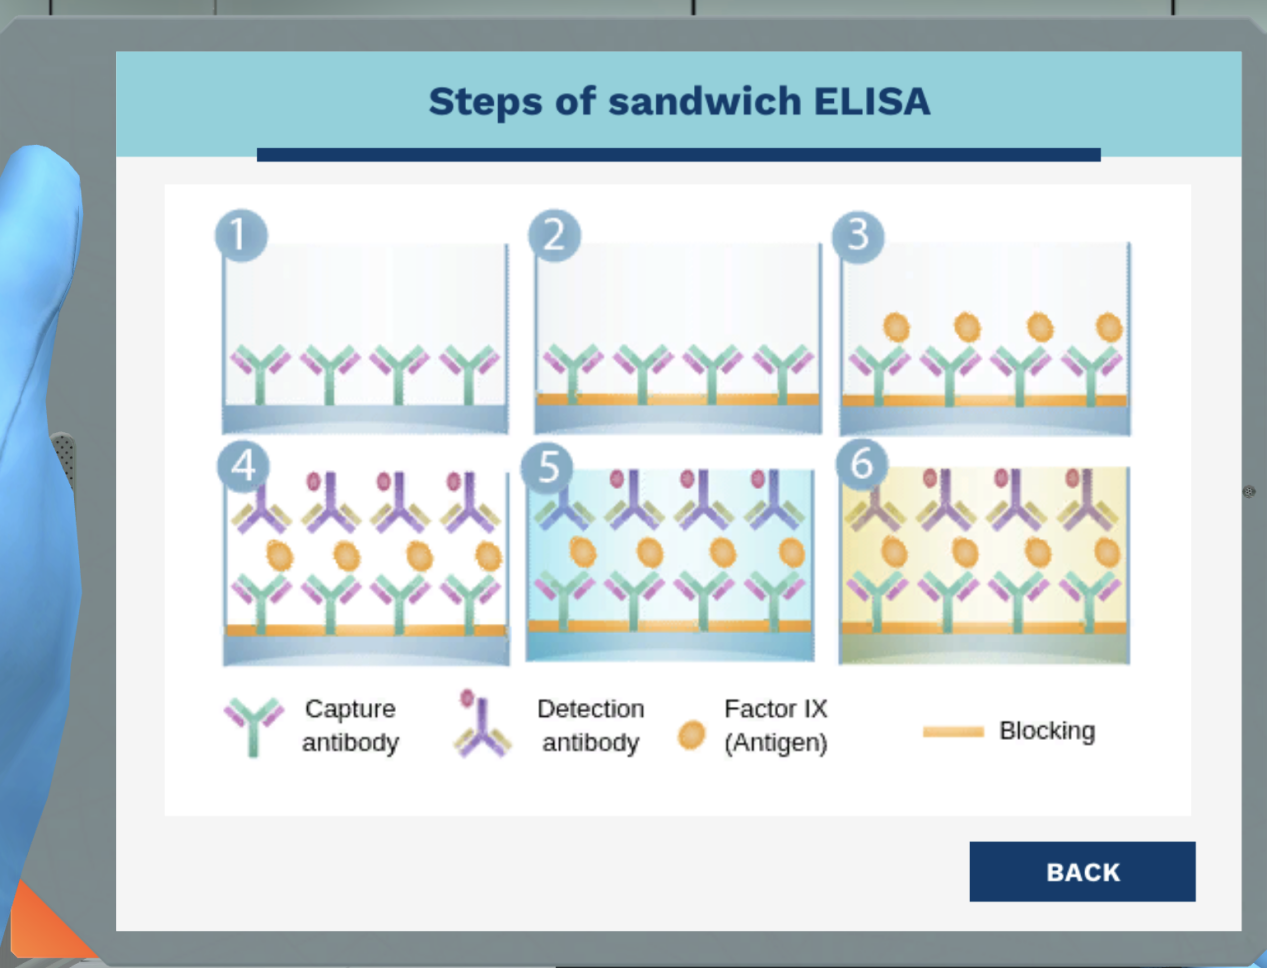 Steps of sandwich ELISA
1
2
3
4
5
6
Capture
antibody
Detection
antibody
Factor IX
(Antigen)
Blocking
BACK